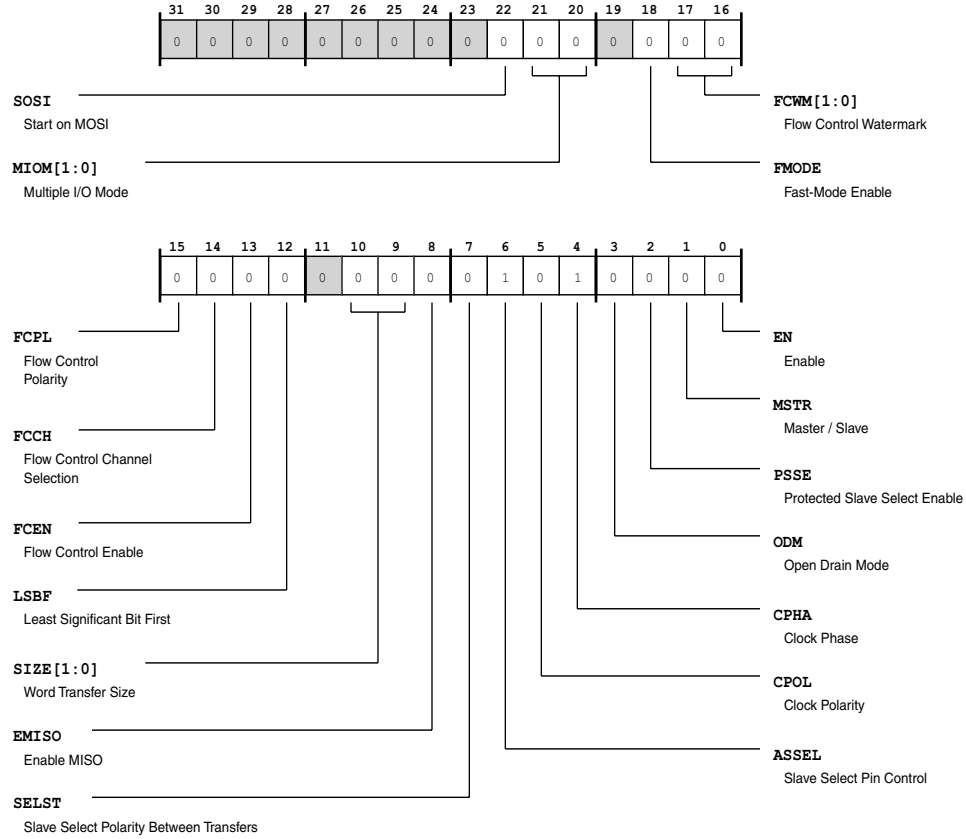 31 30 29 28 27 26 25 24 23 22 21 20 19 18 17 16
0 0 0 0 0 0 0 0 0 0 0 0 0 0 0 0
SOSI
Start on MOSI
MIOM[1:0]
Multiple I/O Mode
FCWM[1:0]
Flow Control Watermark
FMODE
Fast-Mode Enable
15 14 13 12 11 10 9 8 7 6 5 4 3 2 1 0
0 0 0 0 0 0 0 0 0 1 0 1 0 0 0 0
FCPL
Flow Control
Polarity
FCCH
Flow Control Channel
Selection
FCEN
Flow Control Enable
LSBF
Least Significant Bit First
SIZE[1:0]
Word Transfer Size
EMISO
Enable MISO
SELST
Slave Select Polarity Between Transfers
EN
Enable
MSTR
Master / Slave
PSSE
Protected Slave Select Enable
ODM
Open Drain Mode
CPHA
Clock Phase
CPOL
Clock Polarity
ASSEL
Slave Select Pin Control